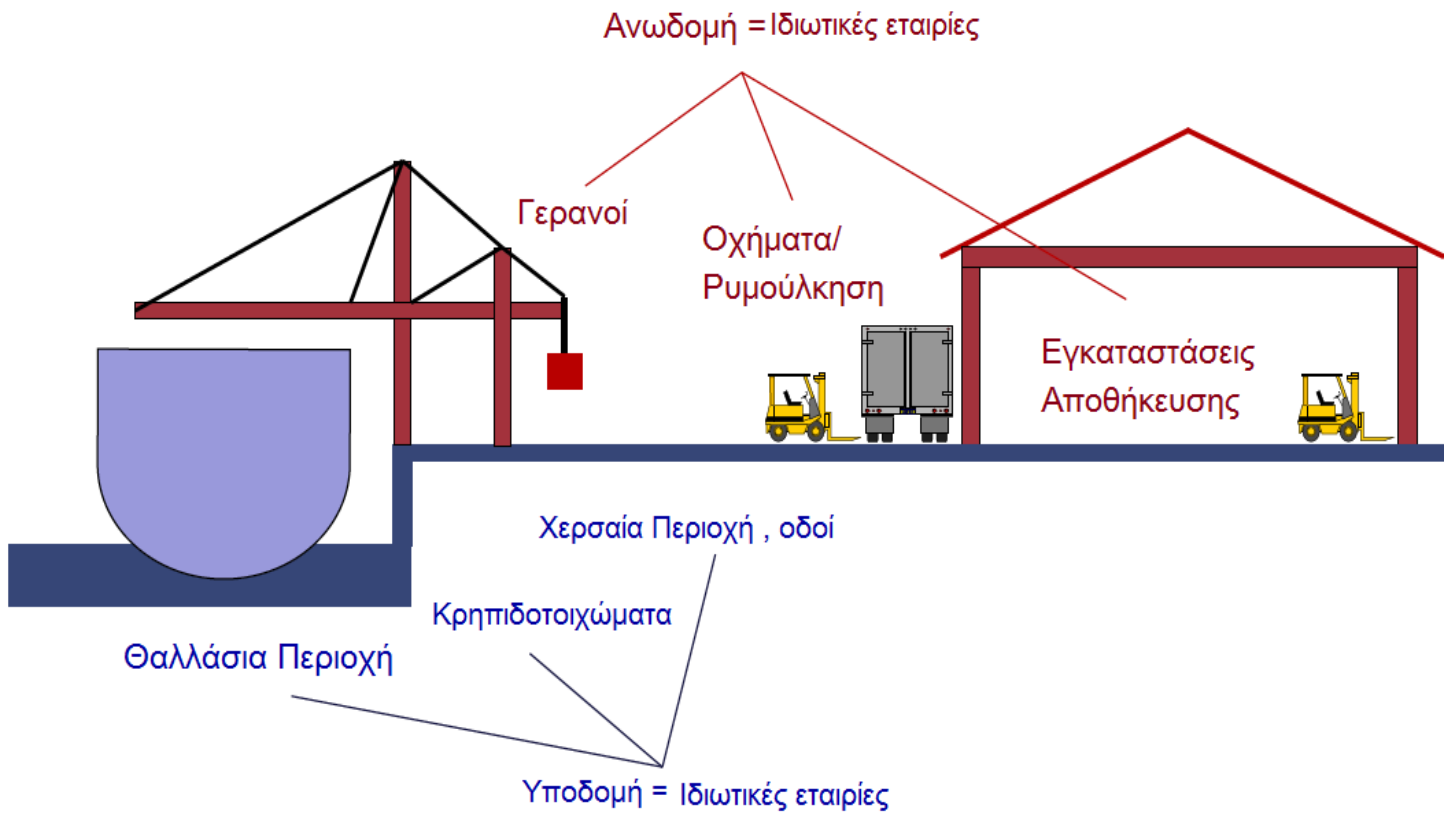 Ανωδομή = Ιδιωτικές εταιρίες
Γερανοί
Οχήματα/
Ρυμούλκηση
Εγκαταστάσεις
Αποθήκευσης
Χερσαία Περιοχή , οδοί
Κρηπιδοτοιχώματα
Θαλλάσια Περιοχή
Υποδομή = Ιδιωτικές εταιρίες